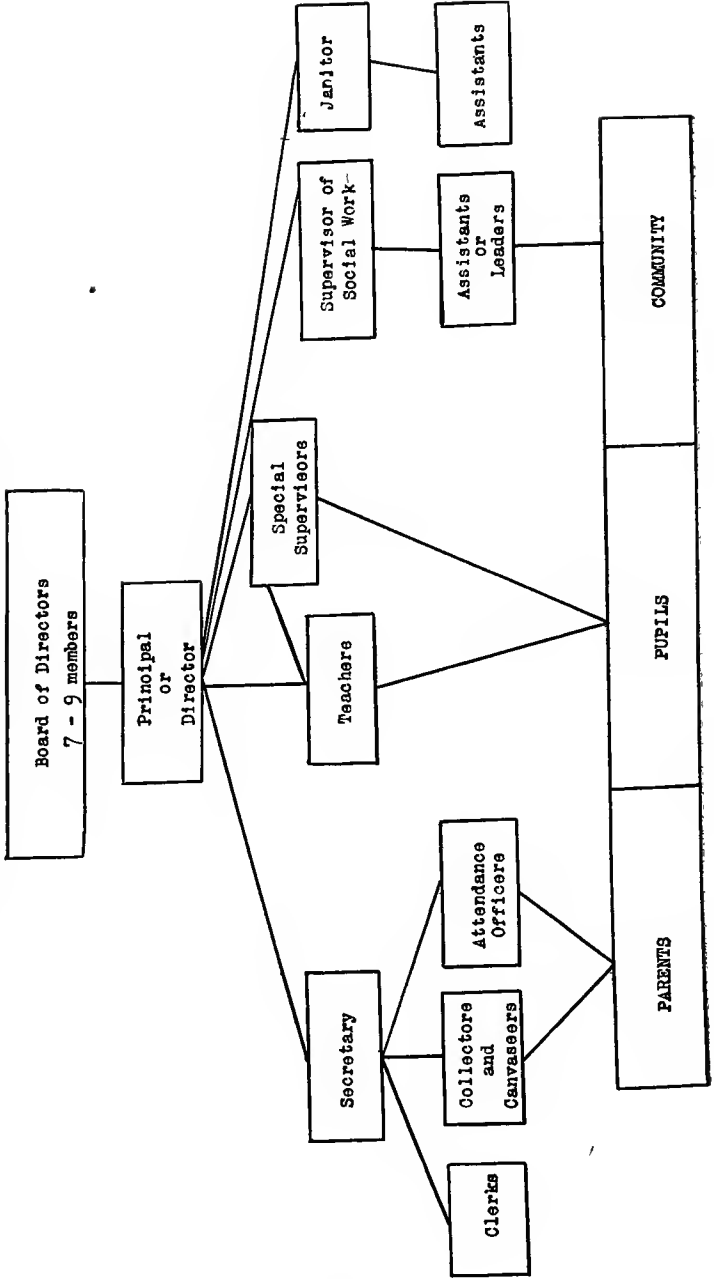 Board of Directors
7 - 9 members
Principal
or
Director
Secretary
Teachers
Special
Supervisors
Supervisor of
Social Work-
Janitor
Clerks
Collectors
and
Canvassers
Attendance
Officers
Assistants
or
Leaders
Assistants
PARENTS
PUPILS
COMMUNITY